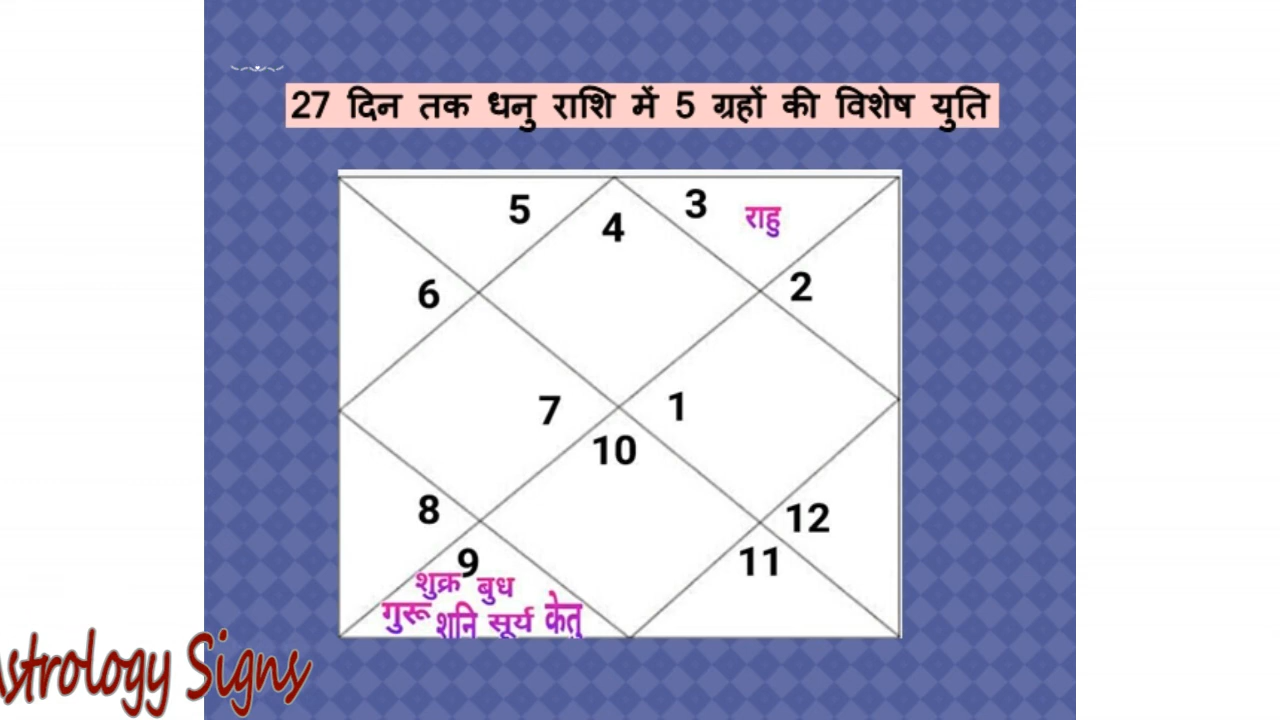 27 दिन तक धनु राशि में 5 ग्रहों की विशेष युति
5 4 3 राहु
6 2
7 1
10
8 12
9 11
शुक्र बुध
गुरू शनि सूर्य केतु
strology Signs